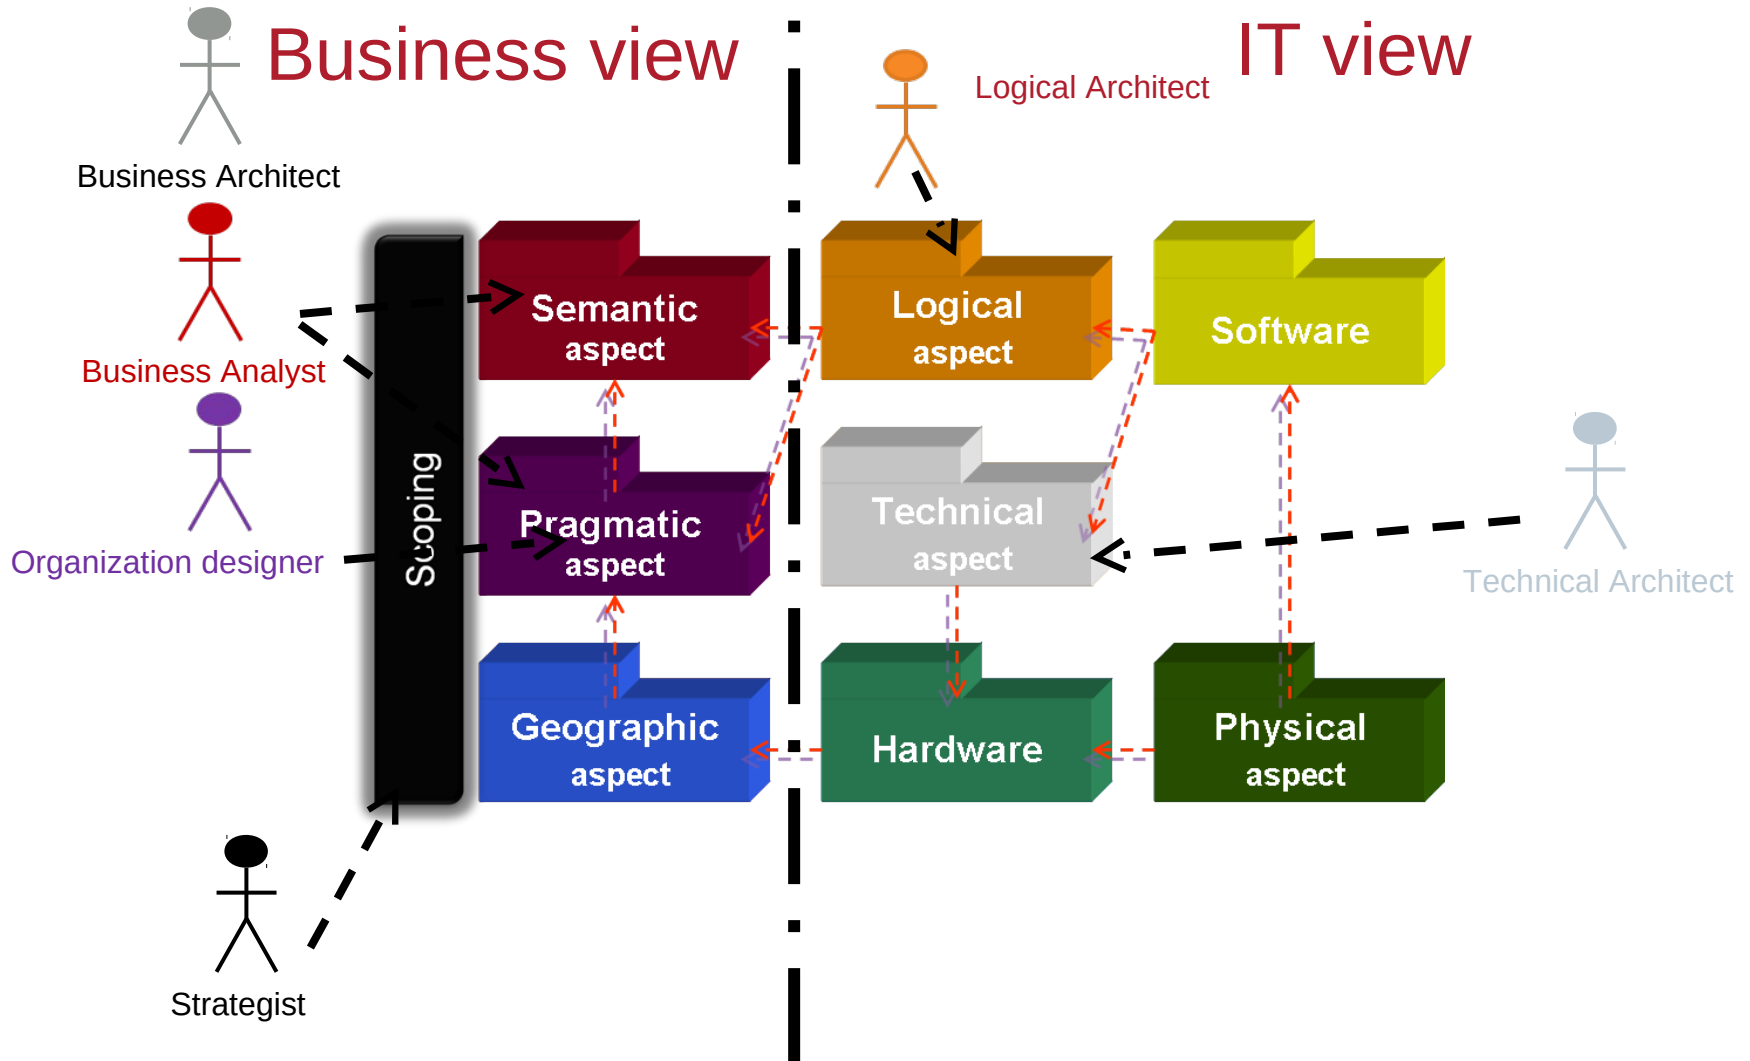 Business view
IT view
Logical Architect
Business Architect
Business Analyst
Organization designer
Strategist
Scoping
Semantic
aspect
Logical
aspect
Software
Pragmatic
aspect
Technical
aspect
Technical Architect
Geographic
aspect
Hardware
Physical
aspect